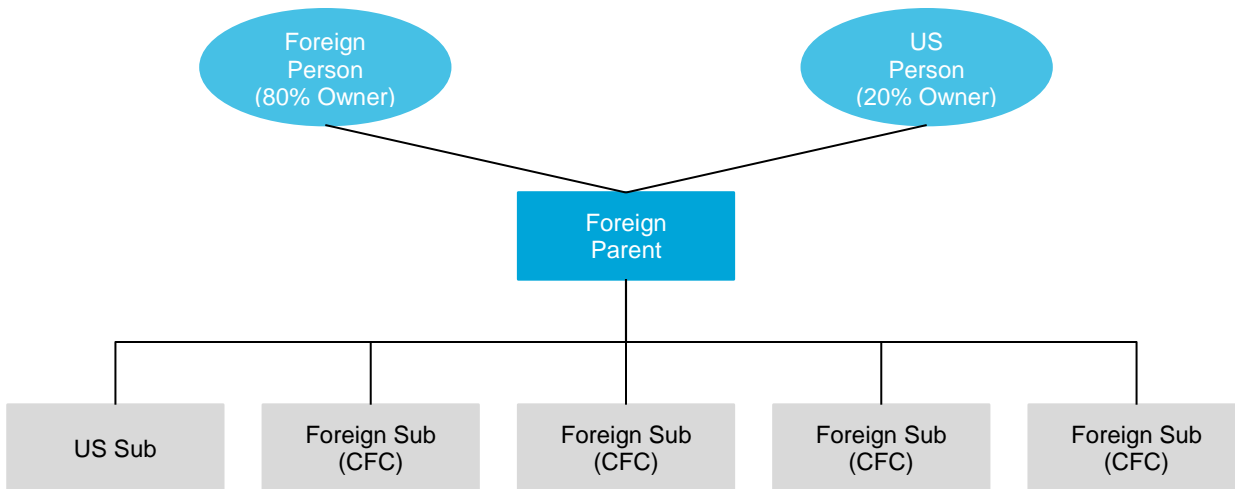 Foreign
Person
(80% Owner)
US
Person
(20% Owner)
Foreign
Parent
US Sub
Foreign Sub
(CFC)
Foreign Sub
(CFC)
Foreign Sub
(CFC)
Foreign Sub
(CFC)